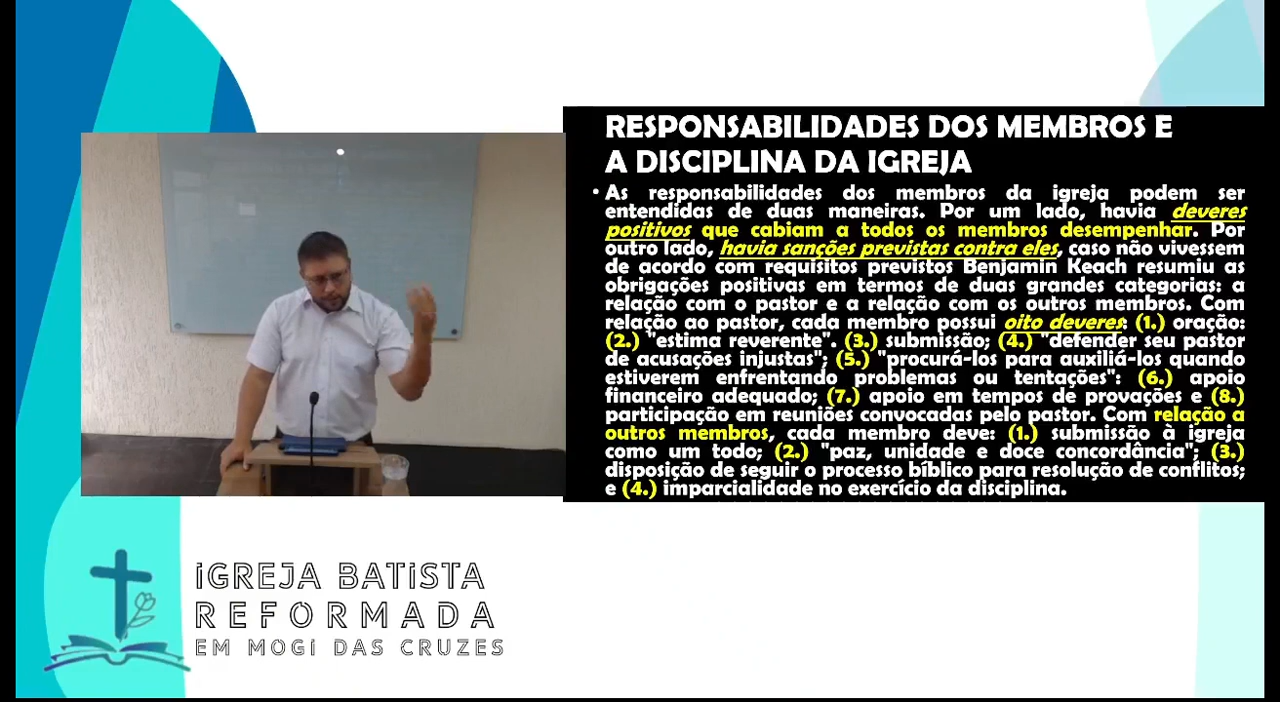 RESPONSABILIDADES DOS MEMBROS E
A DISCIPLINA DA IGREJA
• As responsabilidades dos membros da igreja podem ser
entendidas de duas maneiras. Por um lado, havia deveres
positivos que cabiam a todos os membros desempenhar. Por
outro lado, havia sanções previstas contra eles, caso não vivessem
de acordo com requisitos previstos Benjamin Keach resumiu as
obrigações positivas em termos de duas grandes categorias: a
relação com o pastor e a relação com os outros membros. Com
relação ao pastor, cada membro possui oito deveres: (1.) oração:
(2.) "estima reverente". (3.) submissão; (4.) "defender seu pastor
de acusações injustas"; (5.) "procurá-los para auxiliá-los quando
estiverem enfrentando problemas ou tentações": (6.) apoio
financeiro adequado; (7.) apoio em tempos de provações e (8.)
participação em reuniões convocadas pelo pastor. Com relação a
outros membros, cada membro deve: (1.) submissão à igreja
como um todo; (2.) "paz, unidade e doce concordância"; (3.)
disposição de seguir o processo bíblico para resolução de conflitos;
e (4.) imparcialidade no exercício da disciplina.
IGREJA BATISTA
REFORMADA
EM MOGI DAS CRUZES